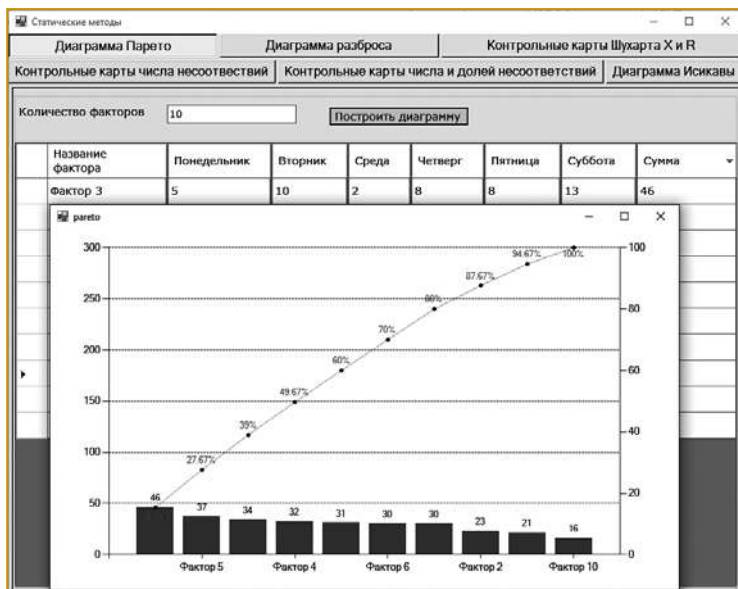 Статические методы
Диаграмма Парето Диаграмма разброса Контрольные карты Шухарта X и R
Контрольные карты числа несоотвествий Контрольные карты числа и долей несоответствий Диаграмма Исикавы
Количество факторов 10 Построить диаграмму
Название фактора Понедельник Вторник Среда Четверг Пятница Суббота Сумма
Фактор 3 5 10 2 8 8 13 46
pareto
300 94.67% 100% 100
87.67%
250 80% 80
70%
200 60% 60
49.67%
150
39% 40
100 27.67%
50 46 37 34 32 31 30 30 23 21 16 20
0 0
Фактор 5 Фактор 4 Фактор 6 Фактор 2 Фактор 10